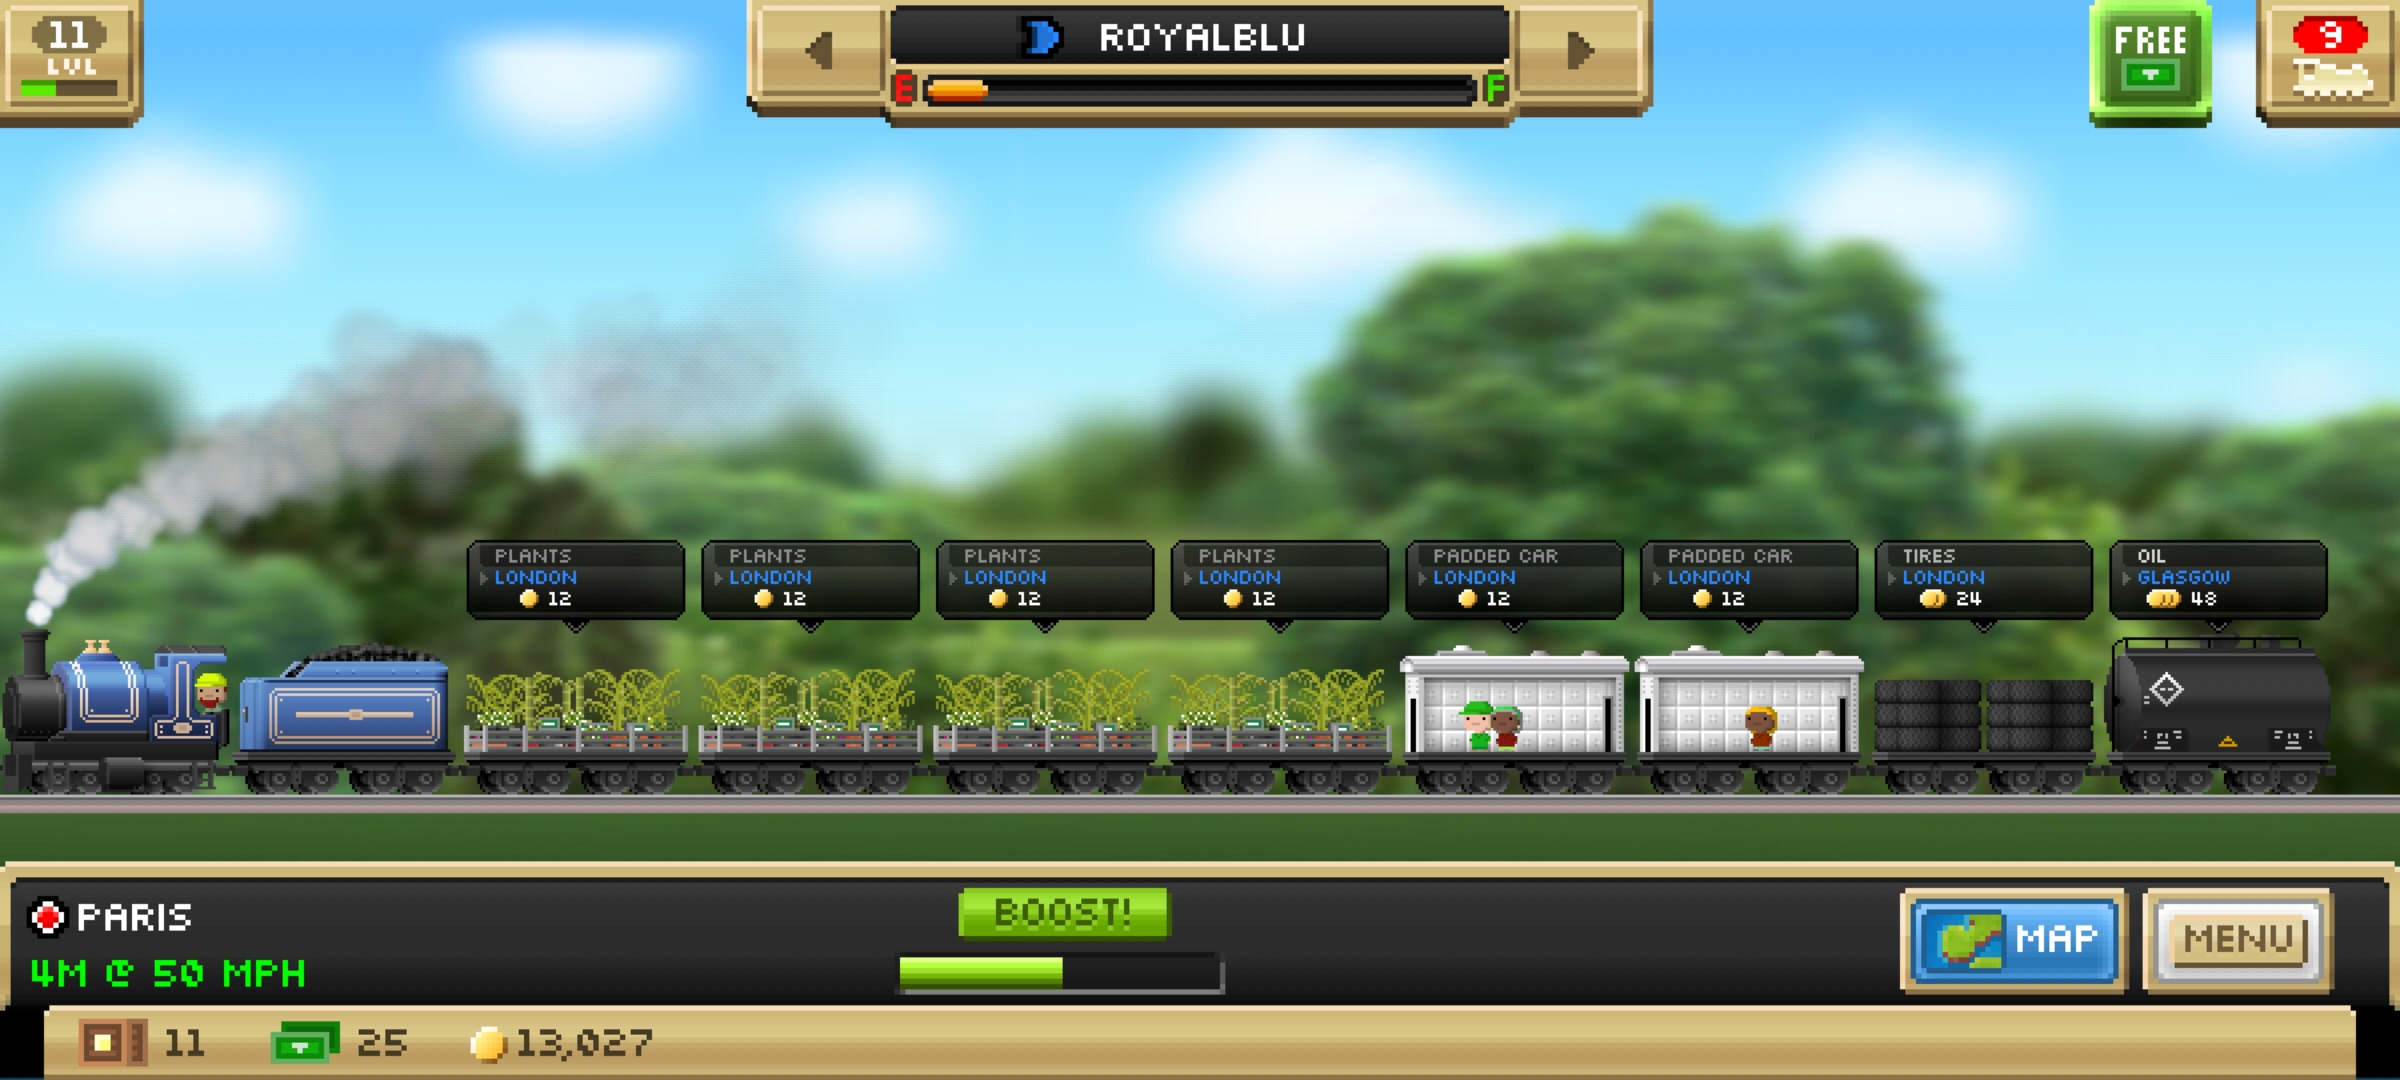 11
LVL
ROYALBLU
E F
FREE
9
PLANTS
LONDON
12
PLANTS
LONDON
12
PLANTS
LONDON
12
PLANTS
LONDON
12
PADDED CAR
LONDON
12
PADDED CAR
LONDON
12
TIRES
LONDON
24
OIL
GLASGOW
48
PARIS
4M @ 50 MPH
BOOST!
MAP
MENU
11
25
13,027